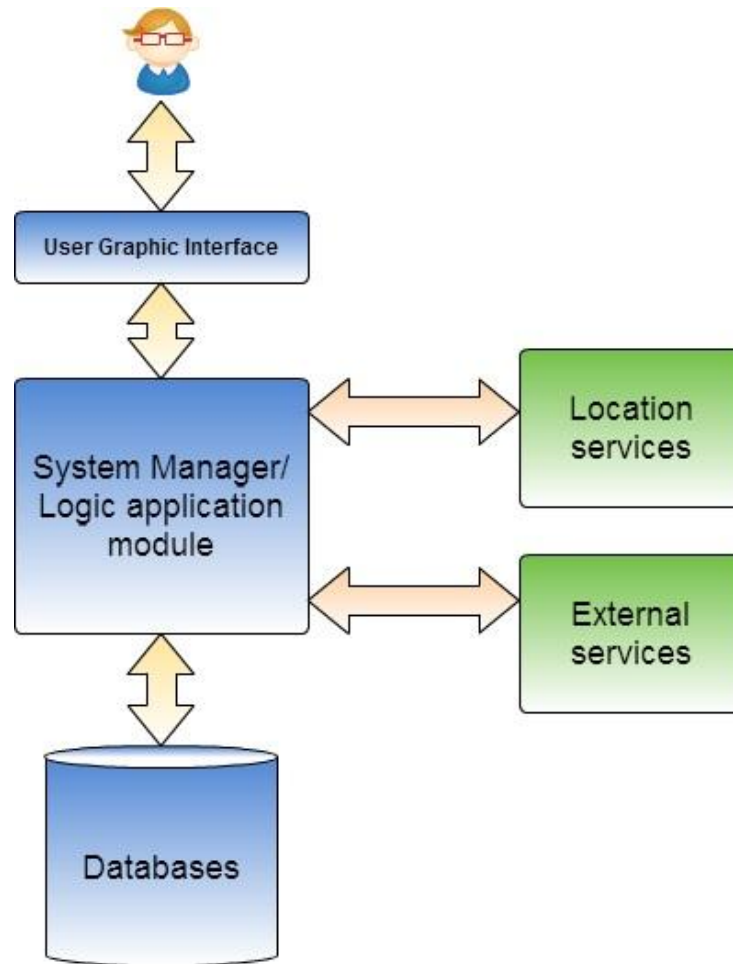 User Graphic Interface
System Manager/
Logic application
module
Location
services
External
services
Databases